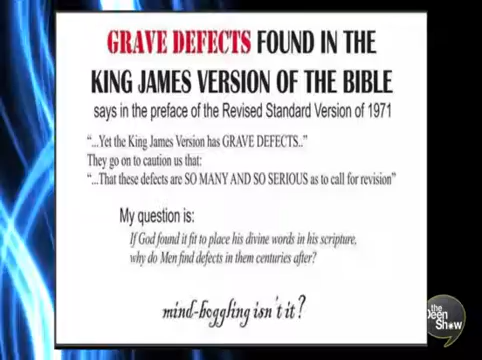 GRAVE DEFECTS FOUND IN THE
KING JAMES VERSION OF THE BIBLE
says in the preface of the Revised Standard Version of 1971
“...Yet the King James Version has GRAVE DEFECTS..”
They go on to caution us that:
“...That these defects are SO MANY AND SO SERIOUS as to call for revision”
My question is:
If God found it fit to place his divine words in his scripture,
why do Men find defects in them centuries after?
mind-boggling isn't it?
the
Deen
Show